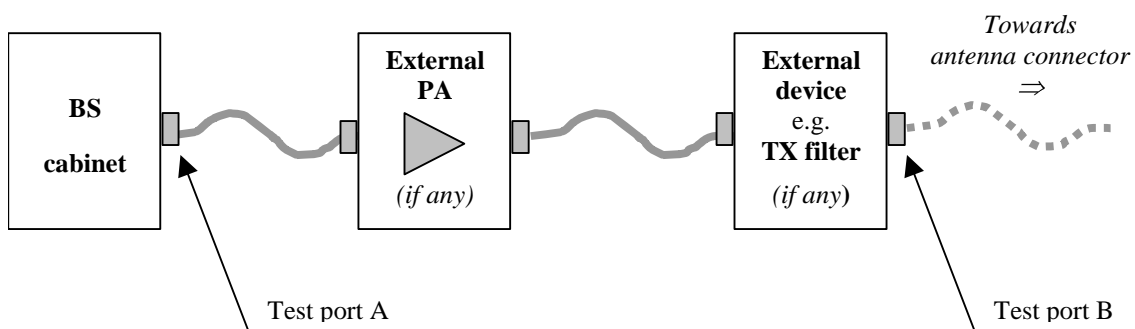 BS
cabinet
External
PA
(if any)
External
device
e.g.
TX filter
(if any)
Towards
antenna connector
⇒
Test port A
Test port B